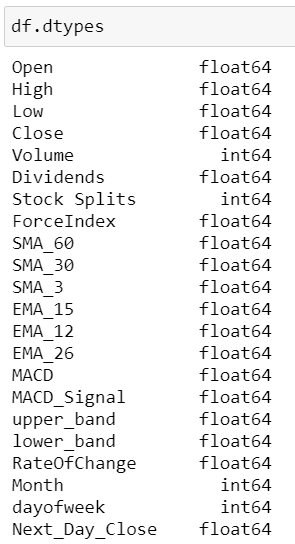 df.dtypes
Open float64
High float64
Low float64
Close float64
Volume int64
Dividends float64
Stock Splits int64
ForceIndex float64
SMA_60 float64
SMA_30 float64
SMA_3 float64
EMA_15 float64
EMA_12 float64
EMA_26 float64
MACD float64
MACD_Signal float64
upper_band float64
lower_band float64
RateOfChange float64
Month int64
dayofweek int64
Next_Day_Close float64